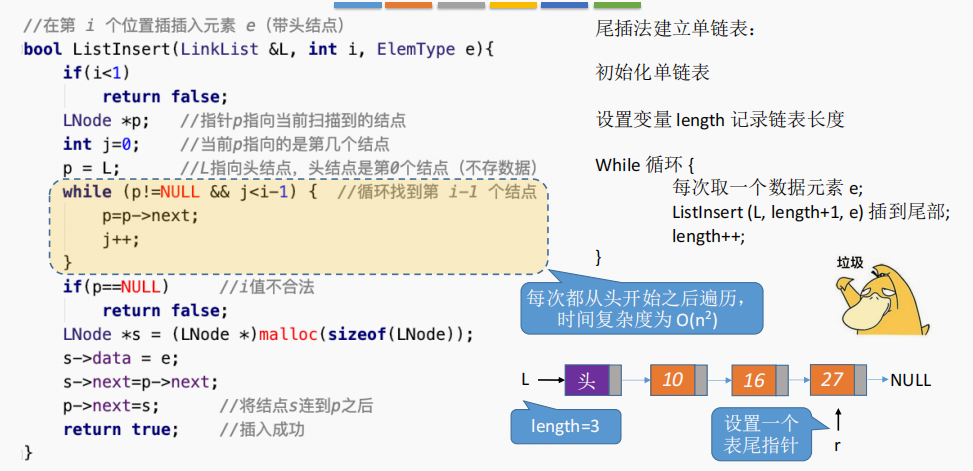 //在第 i 个位置插插入元素 e（带头结点）
bool ListInsert(LinkList &L, int i, ElemType e){
if(i<1)
return false;
LNode *p; //指针p指向当前扫描到的结点
int j=0; //当前p指向的是第几个结点
p = L; //L指向头结点，头结点是第0个结点（不存数据）
while (p!=NULL && j<i-1) { //循环找到第 i-1 个结点
p=p->next;
j++;
}
if(p==NULL) //i值不合法
return false;
LNode *s = (LNode *)malloc(sizeof(LNode));
s->data = e;
s->next=p->next;
p->next=s; //将结点s连到p之后
return true; //插入成功
}
尾插法建立单链表：
初始化单链表
设置变量 length 记录链表长度
While 循环 {
每次取一个数据元素 e;
ListInsert (L, length+1, e) 插到尾部;
length++;
}
每次都从头开始之后遍历，
时间复杂度为 O(n²)
垃圾
L 头 10 16 27 NULL
length=3
设置一个
表尾指针
r